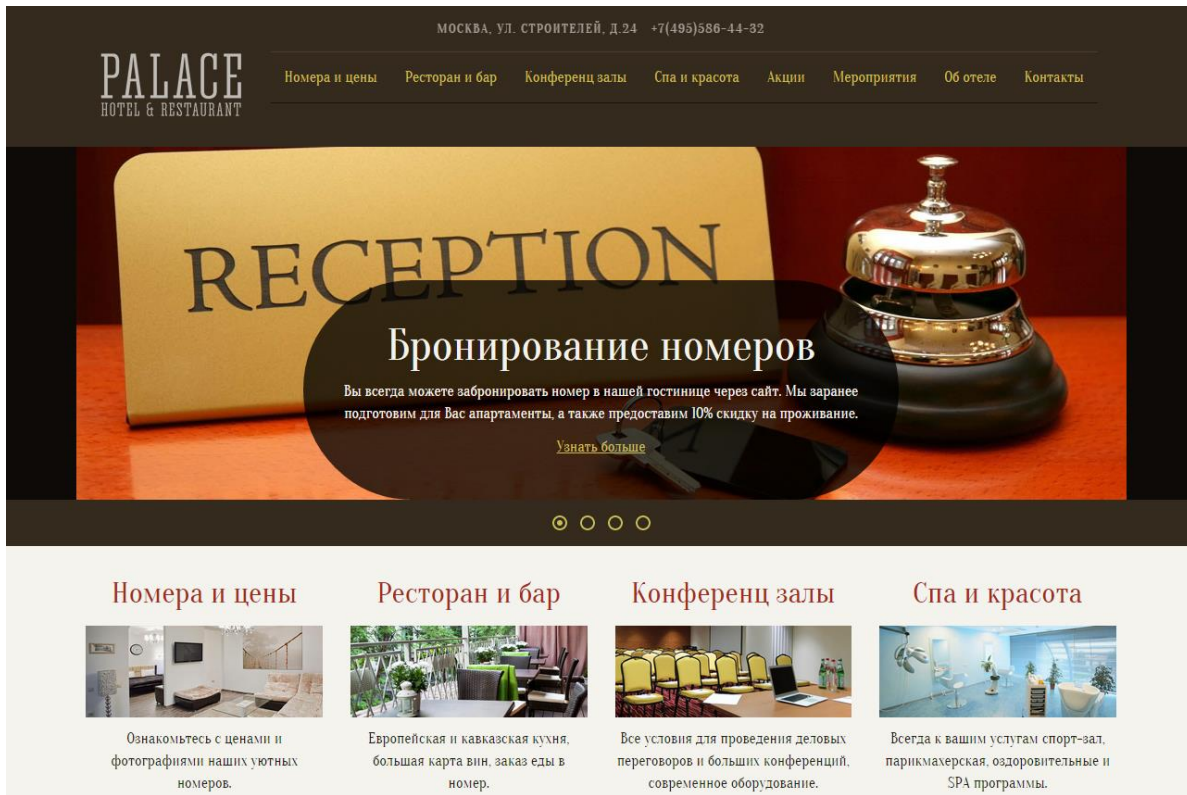 МОСКВА, УЛ. СТРОИТЕЛЕЙ, Д.24 +7(495)586-44-32
PALACE
HOTEL & RESTAURANT
Номера и цены Ресторан и бар Конференц залы Спа и красота Акции Мероприятия Об отеле Контакты
RECEPTION
Бронирование номеров
Вы всегда можете забронировать номер в нашей гостинице через сайт. Мы заранее
подготовим для Вас апартаменты, а также предоставим 10% скидку на проживание.
Узнать больше
Номера и цены
Ознакомьтесь с ценами и
фотографиями наших уютных
номеров.
Ресторан и бар
Европейская и кавказская кухня,
большая карта вин, заказ еды в
номер.
Конференц залы
Все условия для проведения деловых
переговоров и больших конференций,
современное оборудование.
Спа и красота
Всегда к вашим услугам спорт-зал,
парикмахерская, оздоровительные и
SPA программы.